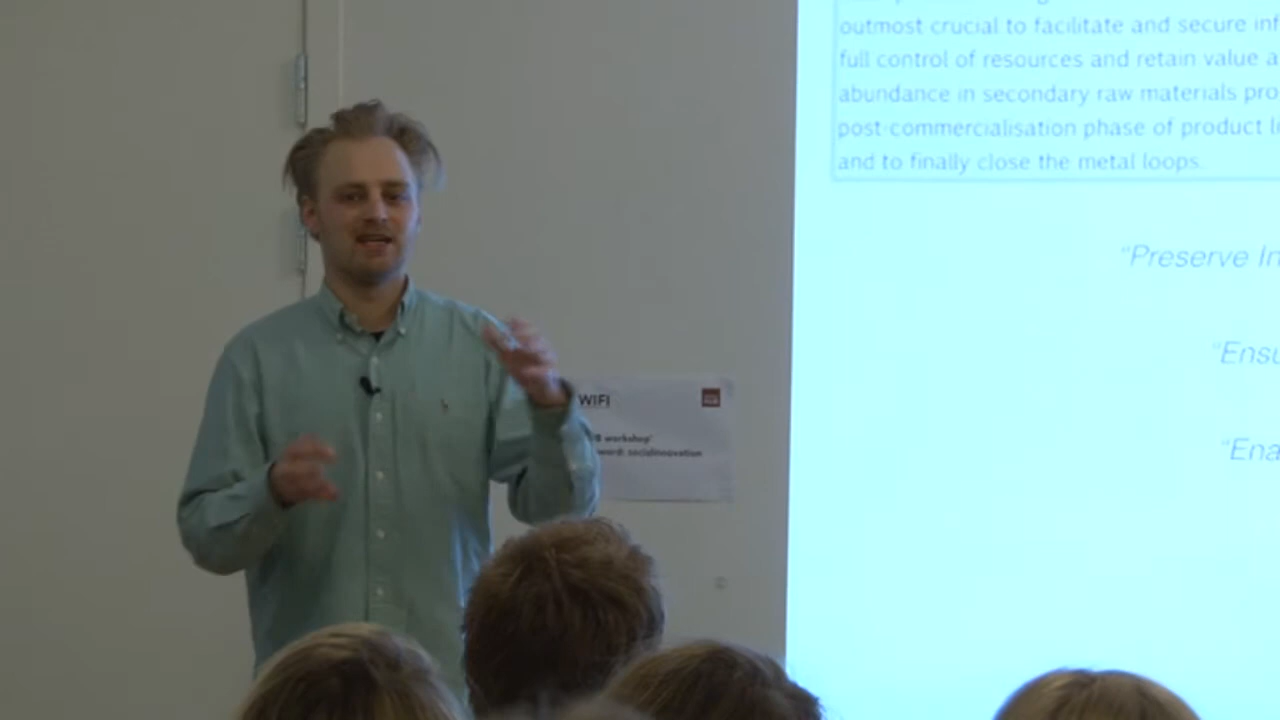 outmost crucial to facilitate and secure inf
full control of resources and retain value a
abundance in secondary raw materials pro
post-commercialisation phase of product l
and to finally close the metal loops.
"Preserve In
"Ensu
"Ena
WIFI
workshop'
word: socialinnovation